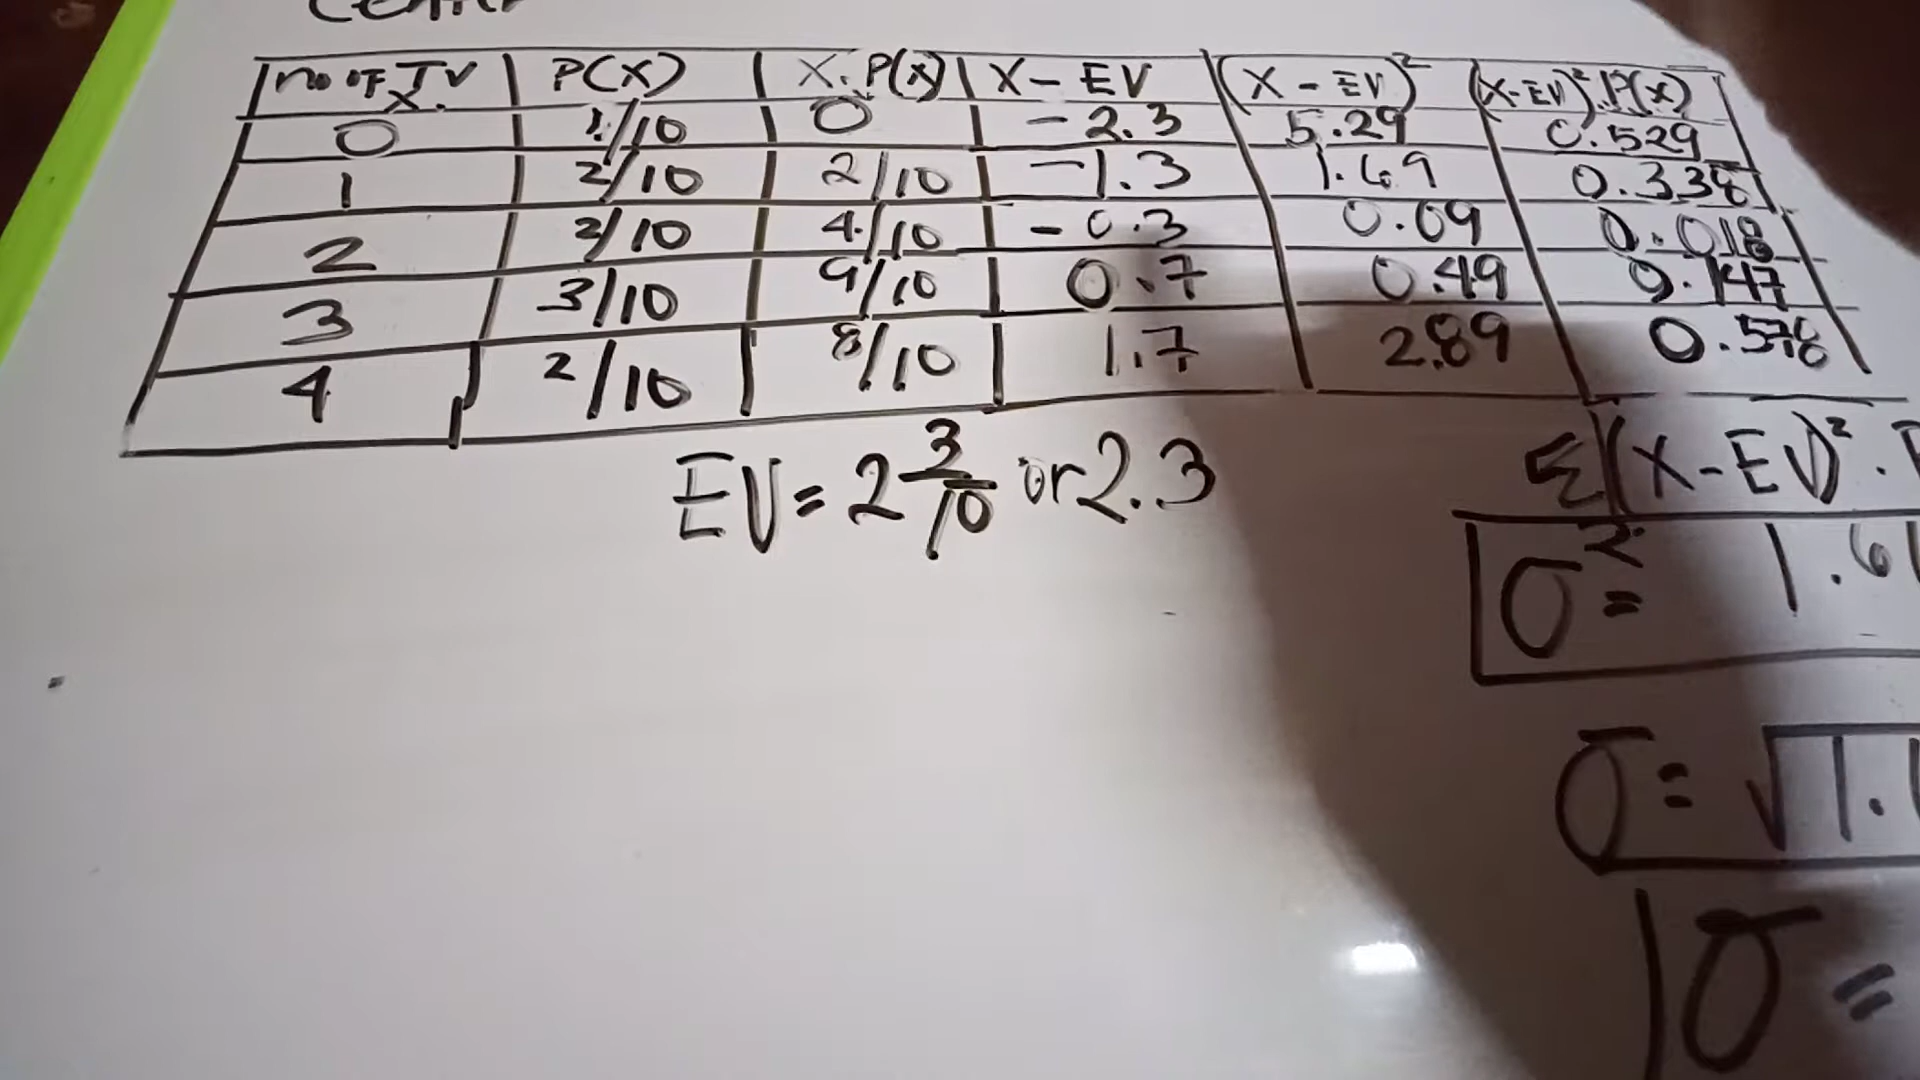 no of TV x. P(X) X.P(X) X-EV (X-EV)² (X-EV)².P(X)
0 1/10 0 -2.3 5.29 0.529
1 2/10 2/10 -1.3 1.69 0.338
2 2/10 4/10 -0.3 0.09 0.018
3 3/10 9/10 0.7 0.49 0.147
4 2/10 8/10 1.7 2.89 0.578
EV = 2 3/10 or 2.3
Σ(X-EV)².
σ² = 1.61
σ = √1.
σ =